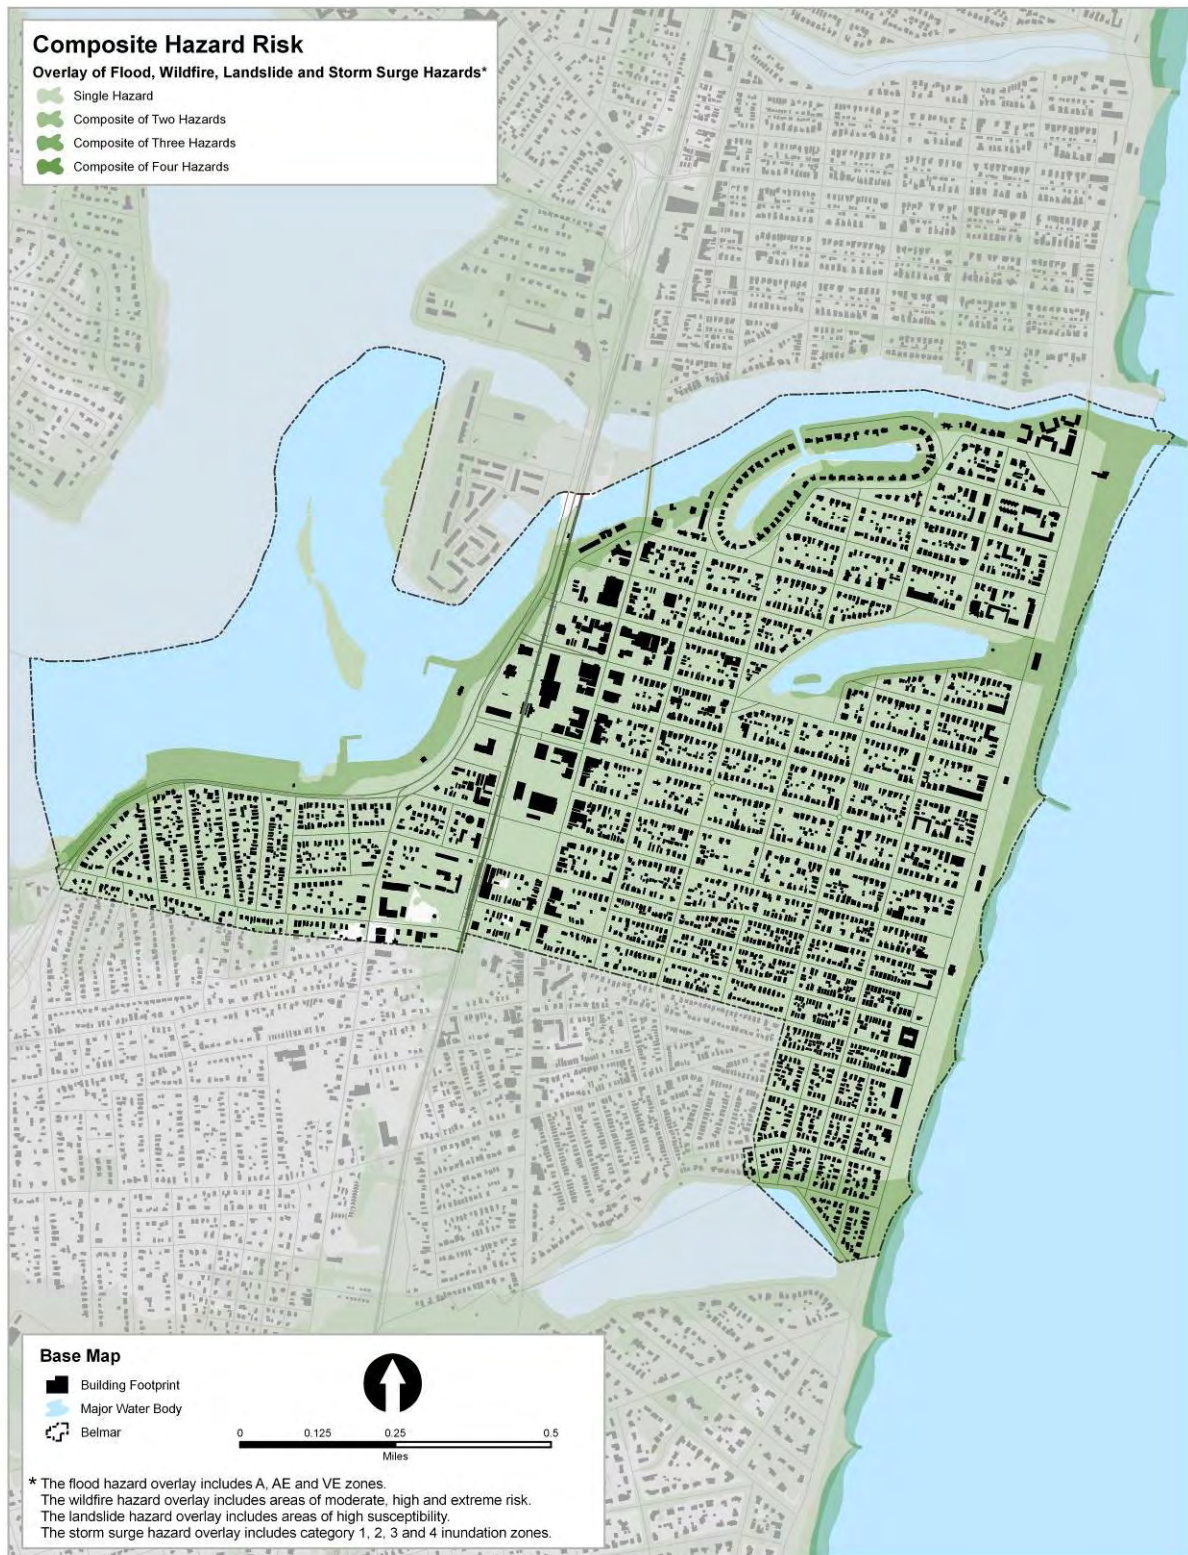 Composite Hazard Risk
Overlay of Flood, Wildfire, Landslide and Storm Surge Hazards*
Single Hazard
Composite of Two Hazards
Composite of Three Hazards
Composite of Four Hazards
Base Map
Building Footprint
Major Water Body
Belmar
0 0.125 0.25 0.5
Miles
* The flood hazard overlay includes A, AE and VE zones.
The wildfire hazard overlay includes areas of moderate, high and extreme risk.
The landslide hazard overlay includes areas of high susceptibility.
The storm surge hazard overlay includes category 1, 2, 3 and 4 inundation zones.